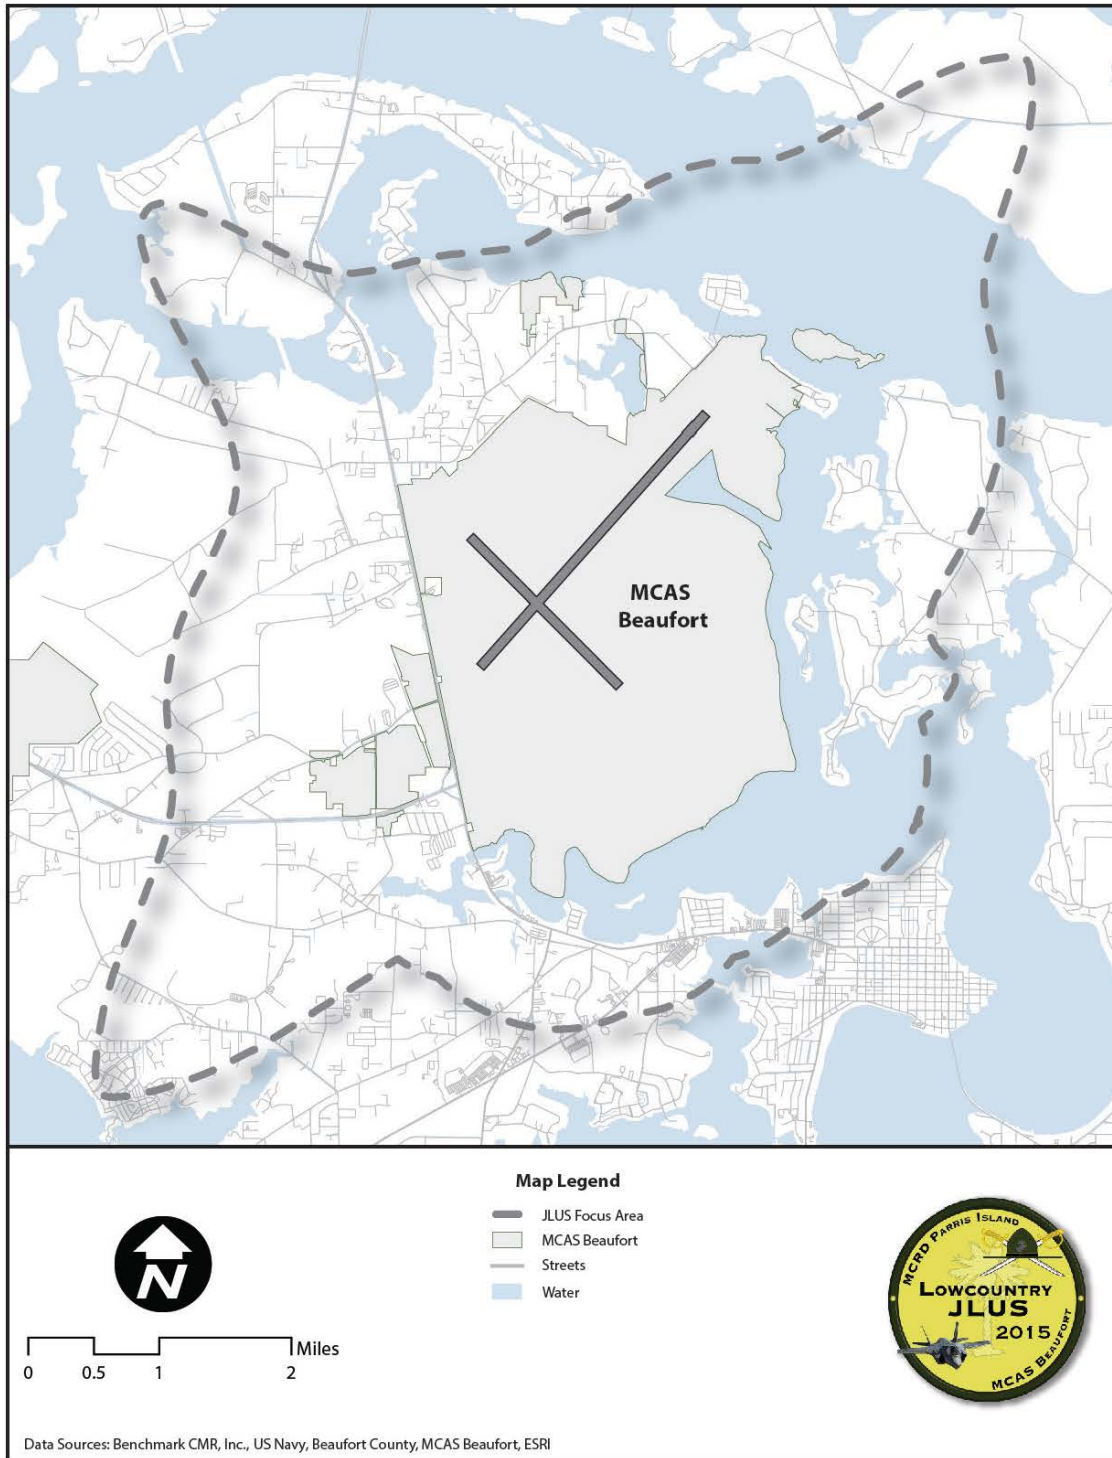 MCAS
Beaufort
Map Legend
JLUS Focus Area
MCAS Beaufort
Streets
Water
N
0 0.5 1 2 Miles
MCRD PARRIS ISLAND
LOWCOUNTRY
JLUS
2015
MCAS BEAUFORT
Data Sources: Benchmark CMR, Inc., US Navy, Beaufort County, MCAS Beaufort, ESRI